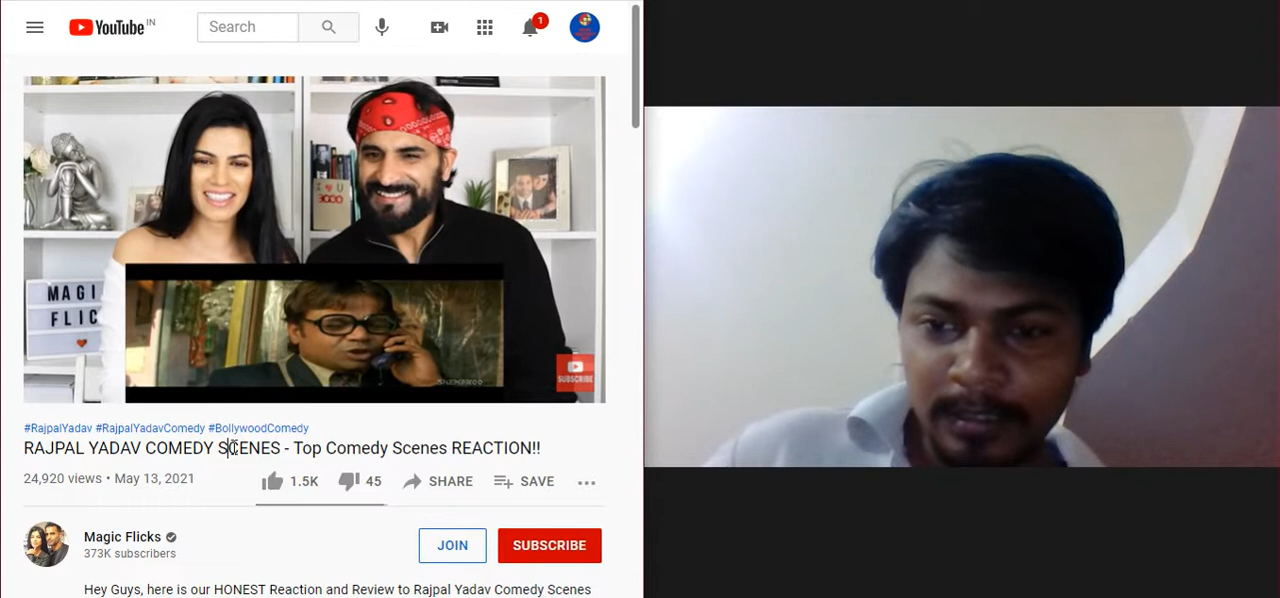 YouTube IN
Search
1
I ❤ U
3000
MAGI
FLIC
SUBSCRIBE
#RajpalYadav #RajpalYadavComedy #BollywoodComedy
RAJPAL YADAV COMEDY SCENES - Top Comedy Scenes REACTION!!
24,920 views • May 13, 2021
1.5K
45
SHARE
SAVE
Magic Flicks
373K subscribers
JOIN
SUBSCRIBE
Hey Guys, here is our HONEST Reaction and Review to Rajpal Yadav Comedy Scenes